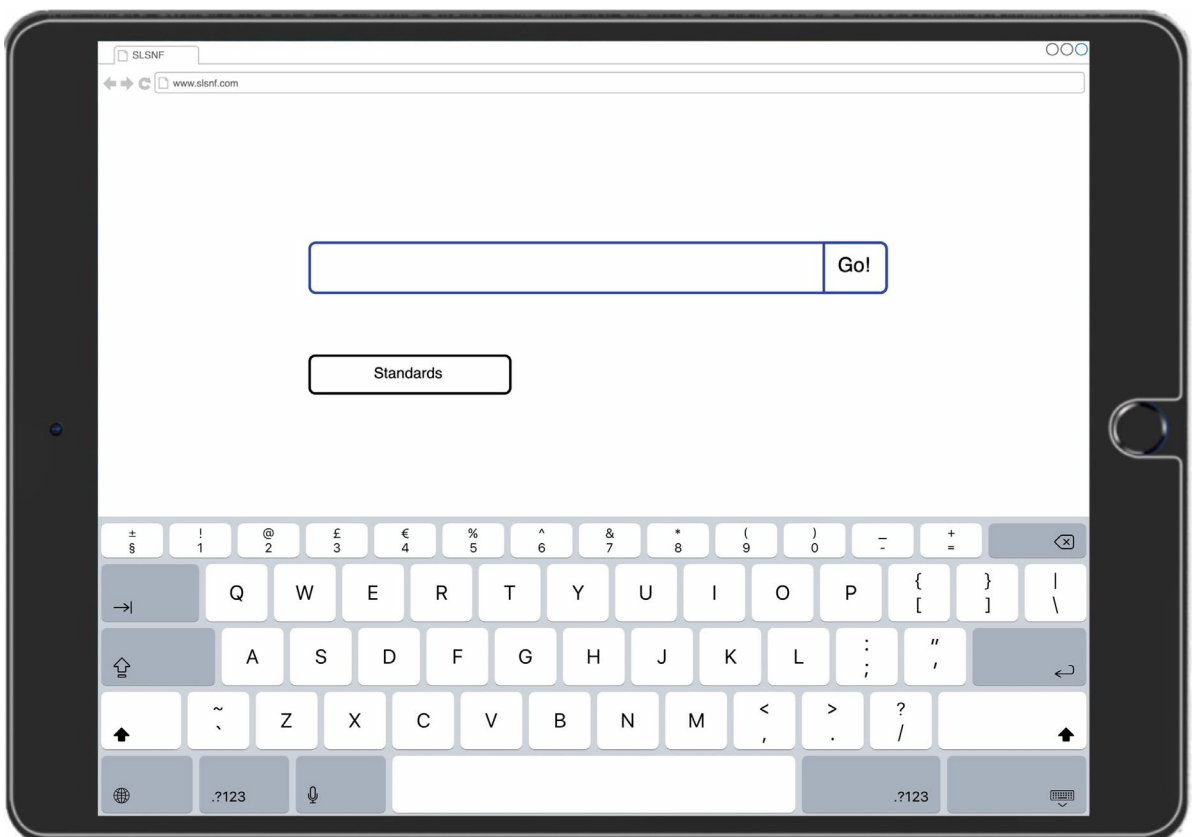 SLSNF
www.slsnf.com
Go!
Standards
± ! @ £ € % ^ & * ( ) _ +
§ 1 2 3 4 5 6 7 8 9 0 - =
Q W E R T Y U I O P { } |
[ ] \
A S D F G H J K L : "
; '
~ Z X C V B N M < > ?
` , . /
.?123 .?123